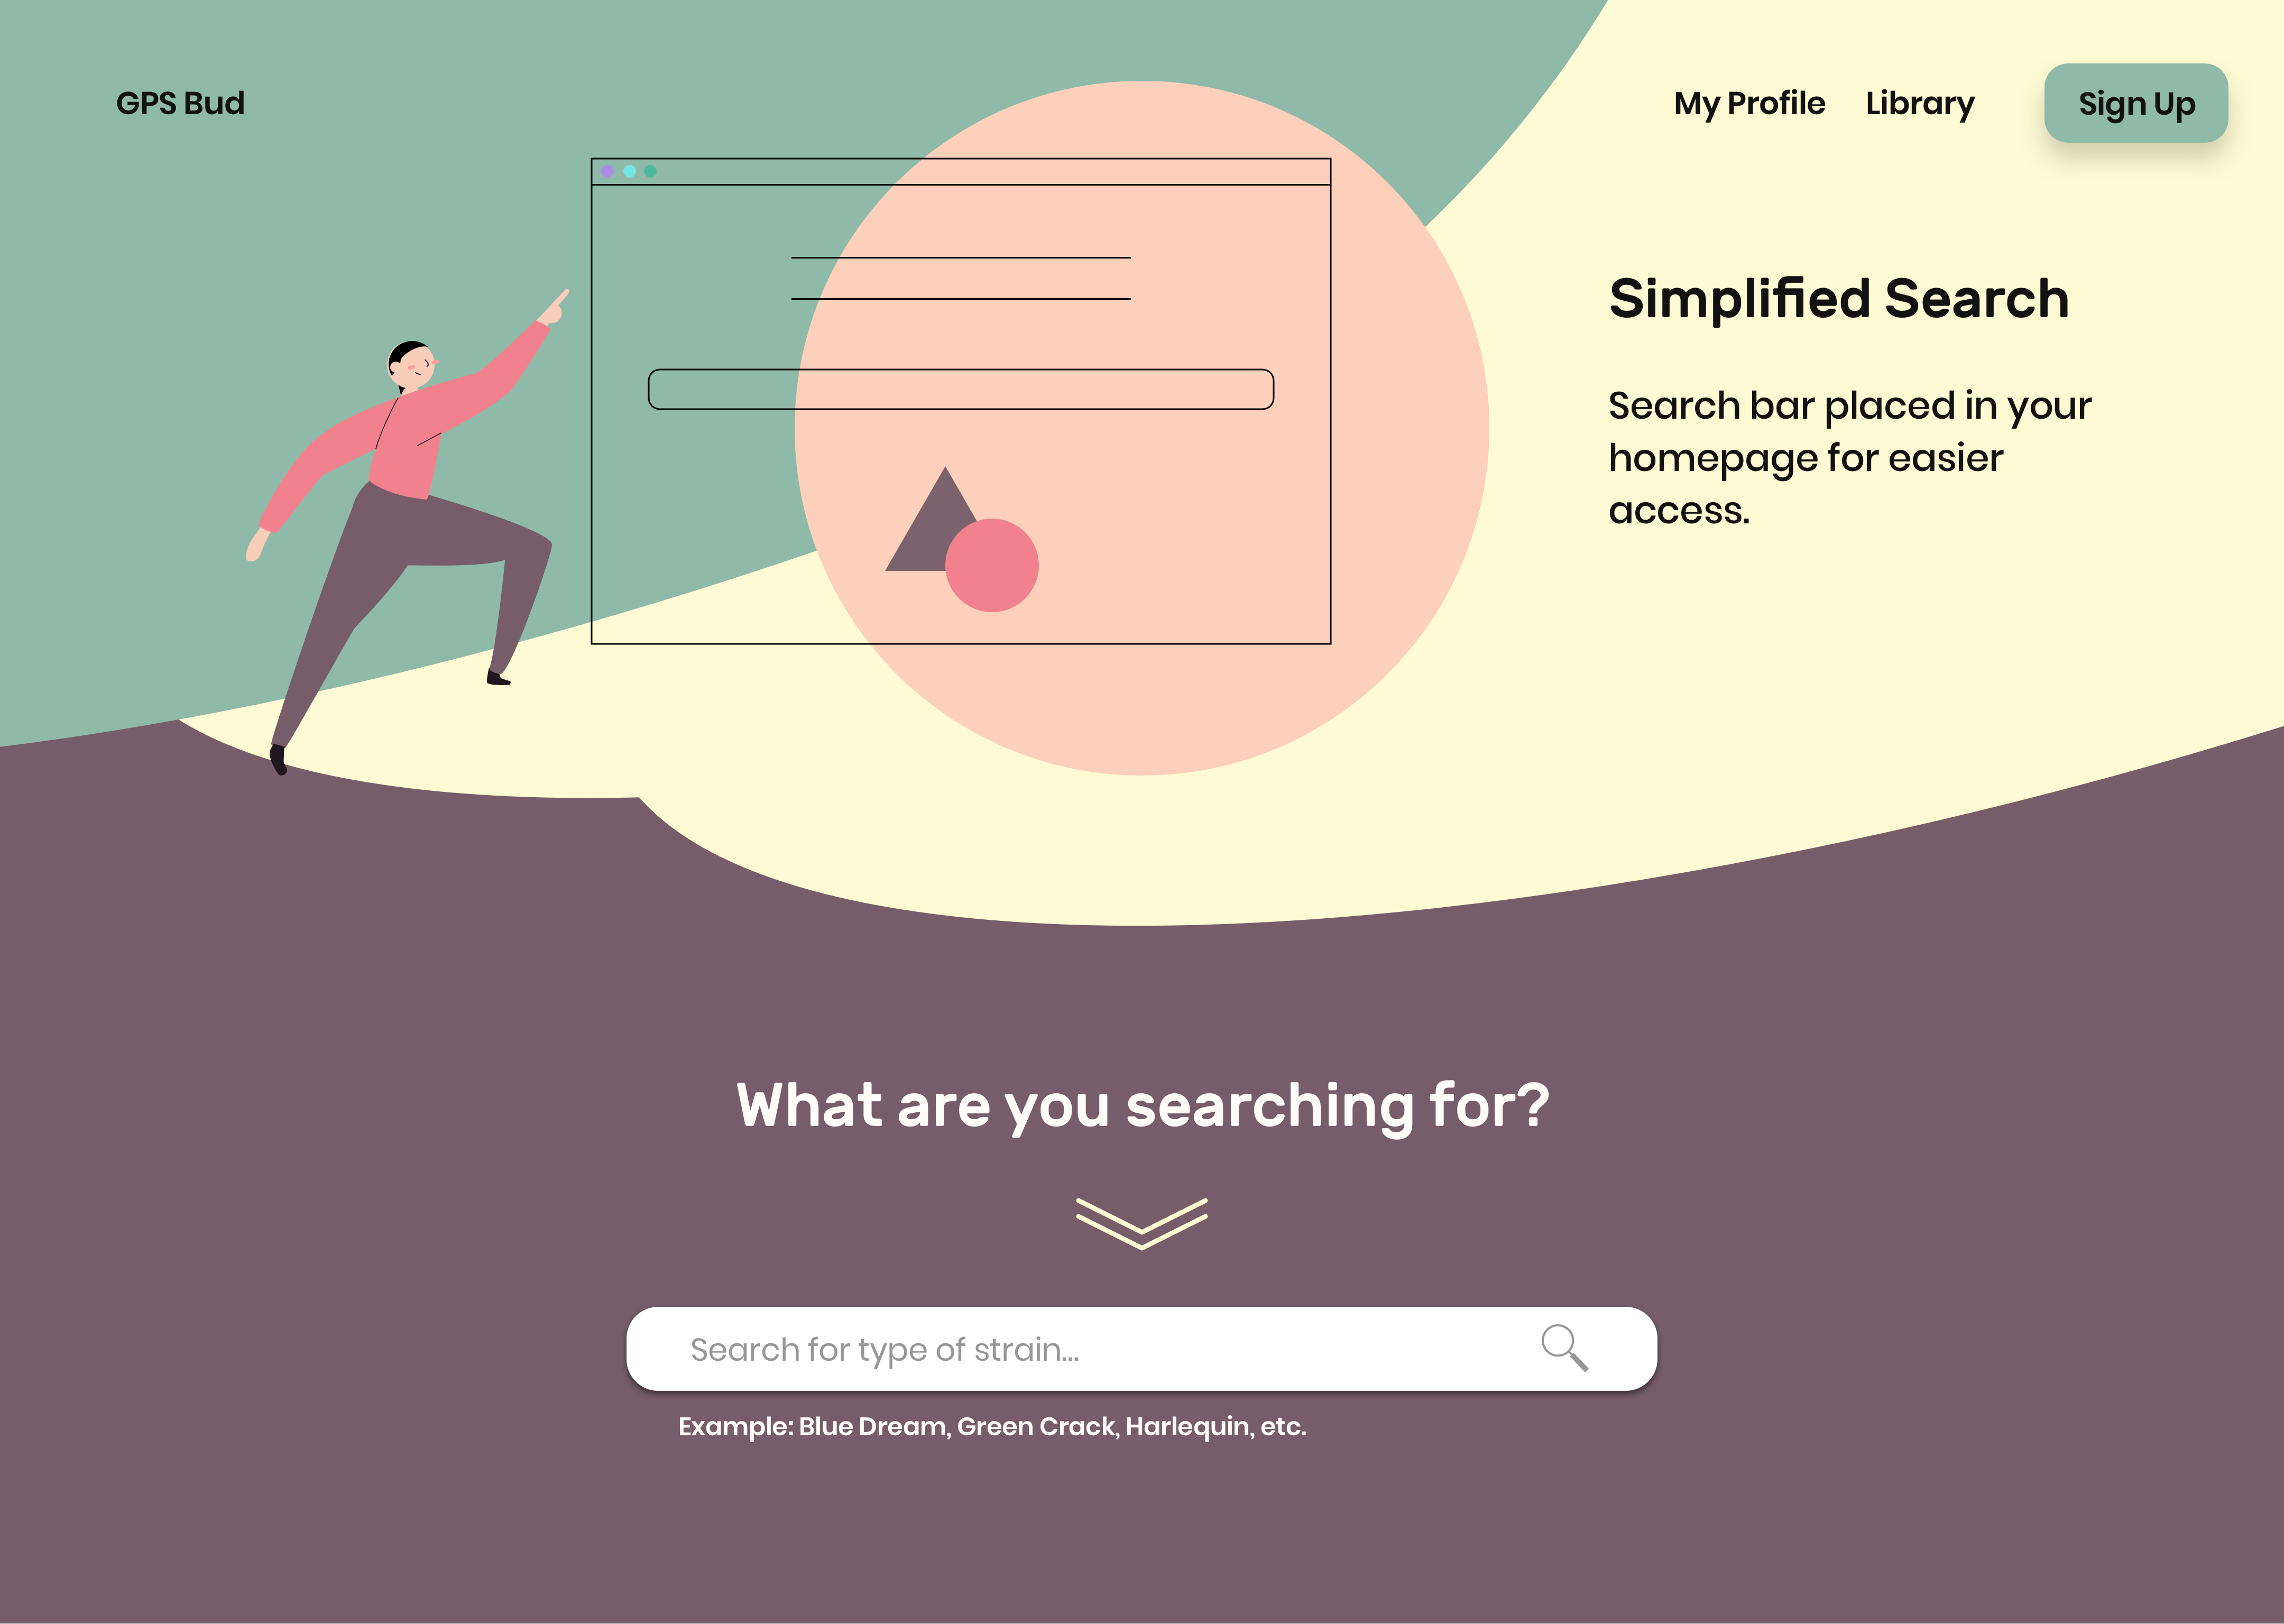 GPS Bud
My Profile
Library
Sign Up
Simplified Search
Search bar placed in your
homepage for easier
access.
What are you searching for?
Search for type of strain...
Example: Blue Dream, Green Crack, Harlequin, etc.